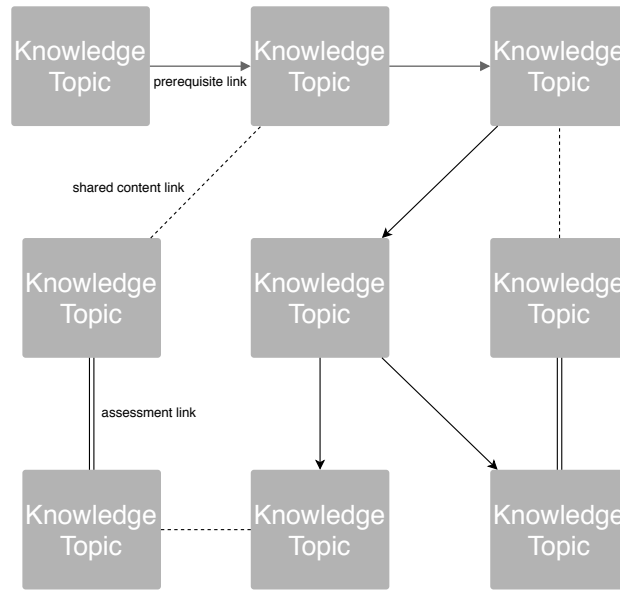 Knowledge
Topic
Knowledge
Topic
Knowledge
Topic
prerequisite link
shared content link
Knowledge
Topic
Knowledge
Topic
Knowledge
Topic
assessment link
Knowledge
Topic
Knowledge
Topic
Knowledge
Topic